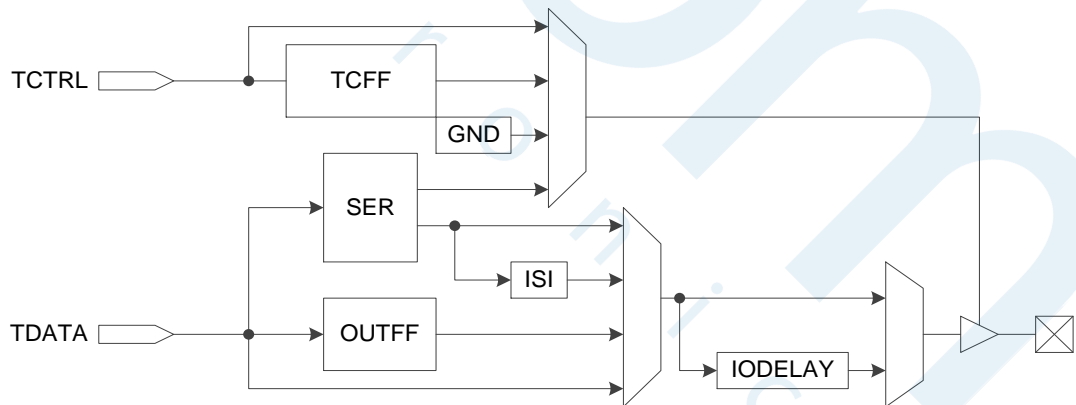 TCTRL
TCFF
GND
SER
ISI
TDATA
OUTFF
IODELAY